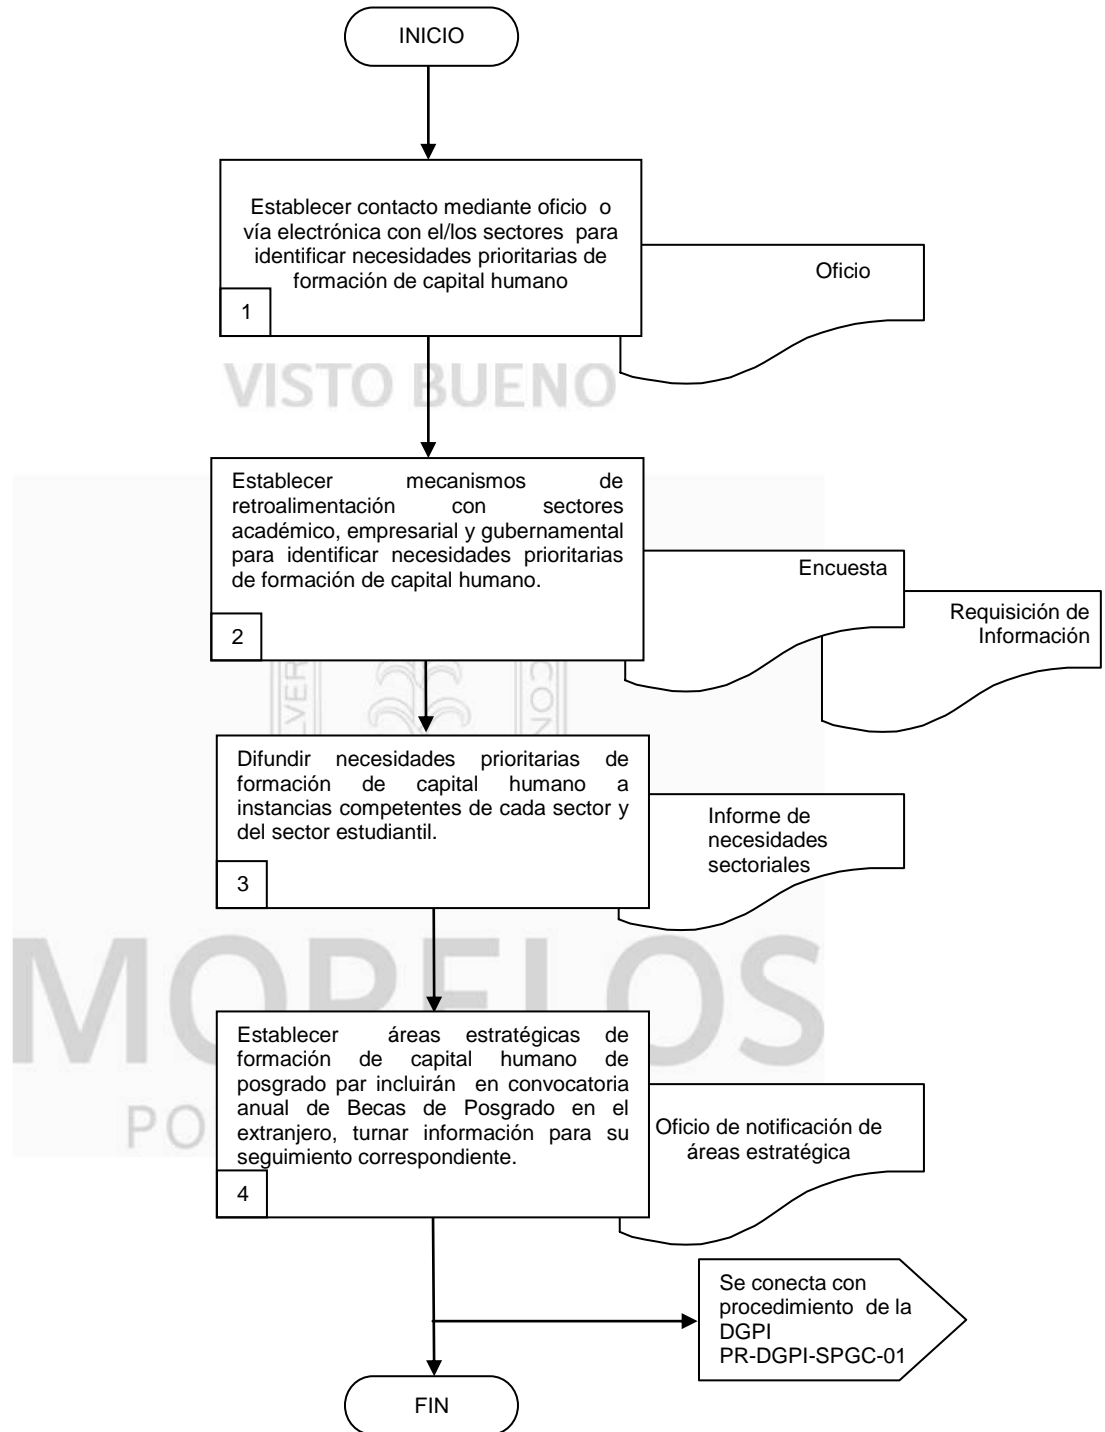 INICIO
Establecer contacto mediante oficio o
vía electrónica con el/los sectores para
identificar necesidades prioritarias de
formación de capital humano
1
Oficio
VISTO BUENO
Establecer mecanismos de
retroalimentación con sectores
académico, empresarial y gubernamental
para identificar necesidades prioritarias
de formación de capital humano.
2
Encuesta
Requisición de
Información
VER
CON
Difundir necesidades prioritarias de
formación de capital humano a
instancias competentes de cada sector y
del sector estudiantil.
3
Informe de
necesidades
sectoriales
MORELOS
Establecer áreas estratégicas de
formación de capital humano de
posgrado par incluirán en convocatoria
anual de Becas de Posgrado en el
extranjero, turnar información para su
seguimiento correspondiente.
4
Oficio de notificación de
áreas estratégica
PO
Se conecta con
procedimiento de la
DGPI
PR-DGPI-SPGC-01
FIN